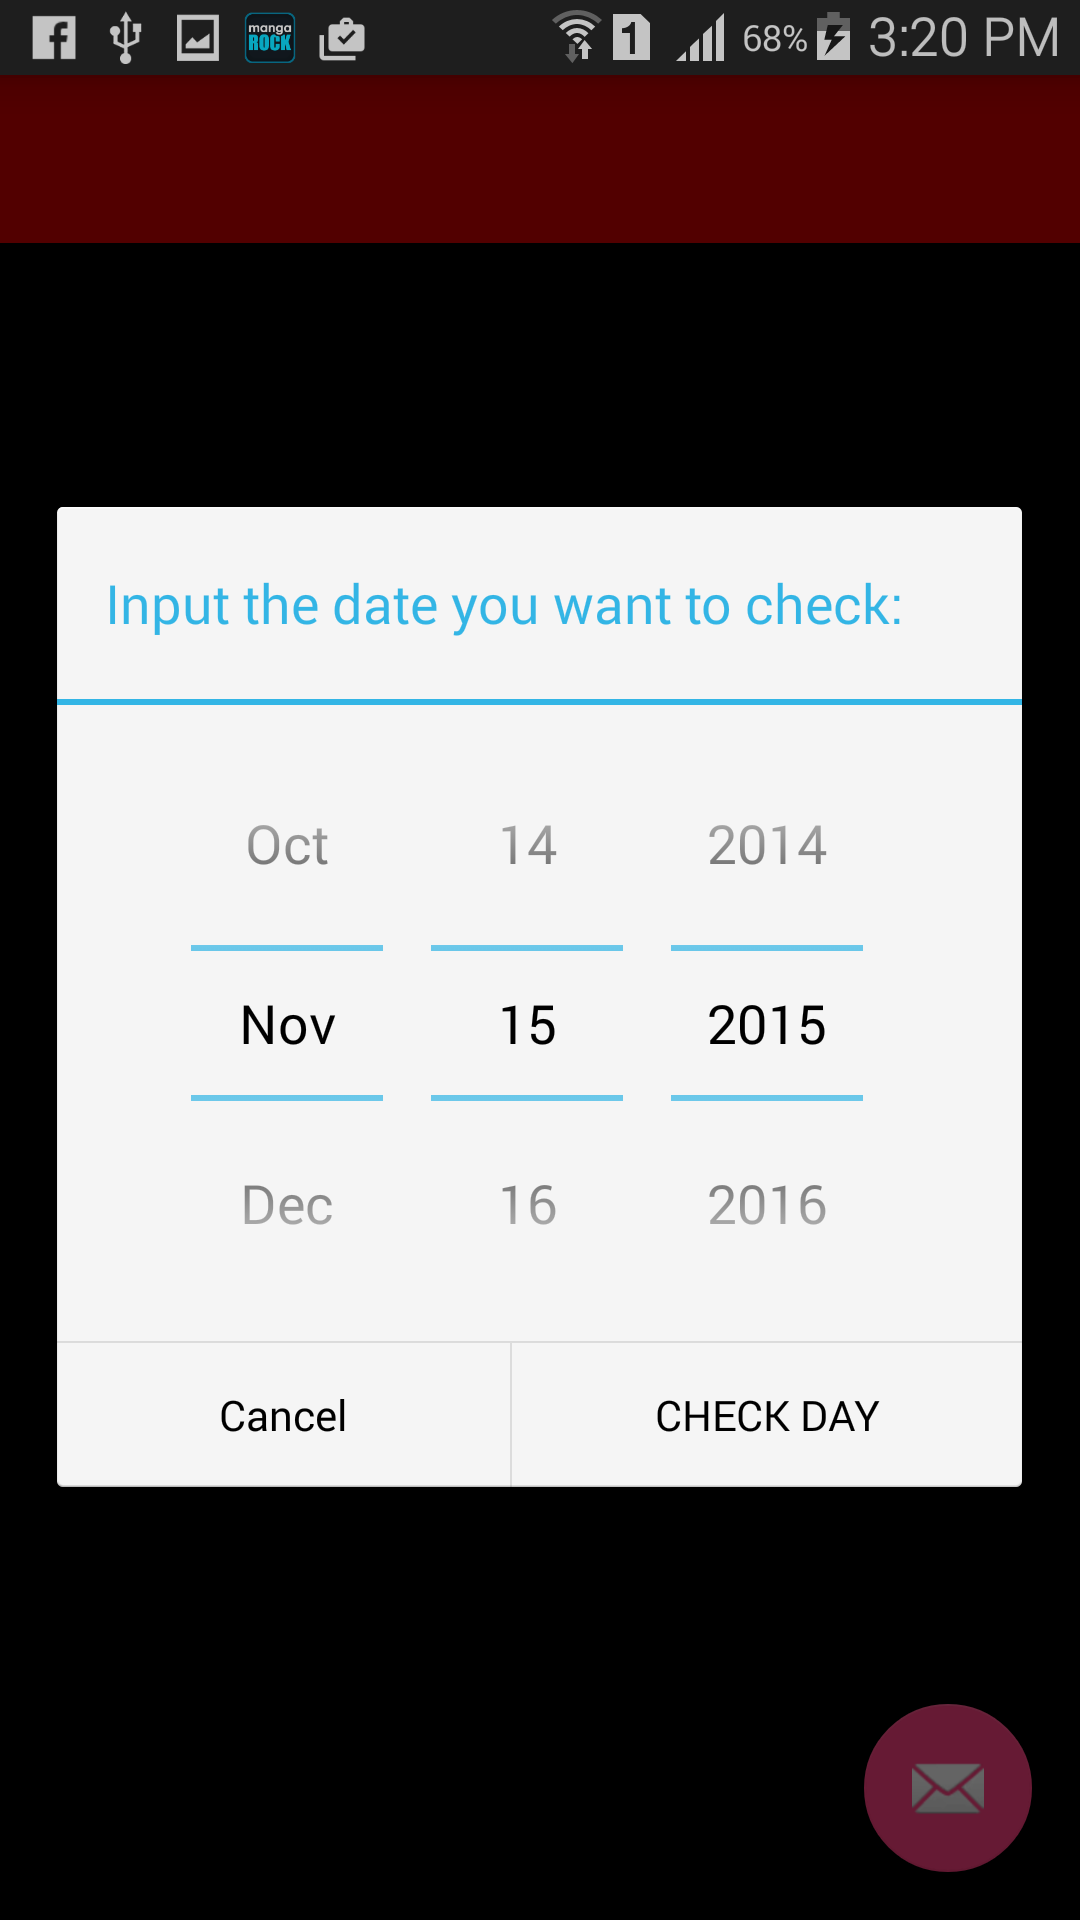 manga
ROCK
1
68%
3:20 PM
Input the date you want to check:
Oct 14 2014
Nov 15 2015
Dec 16 2016
Cancel CHECK DAY